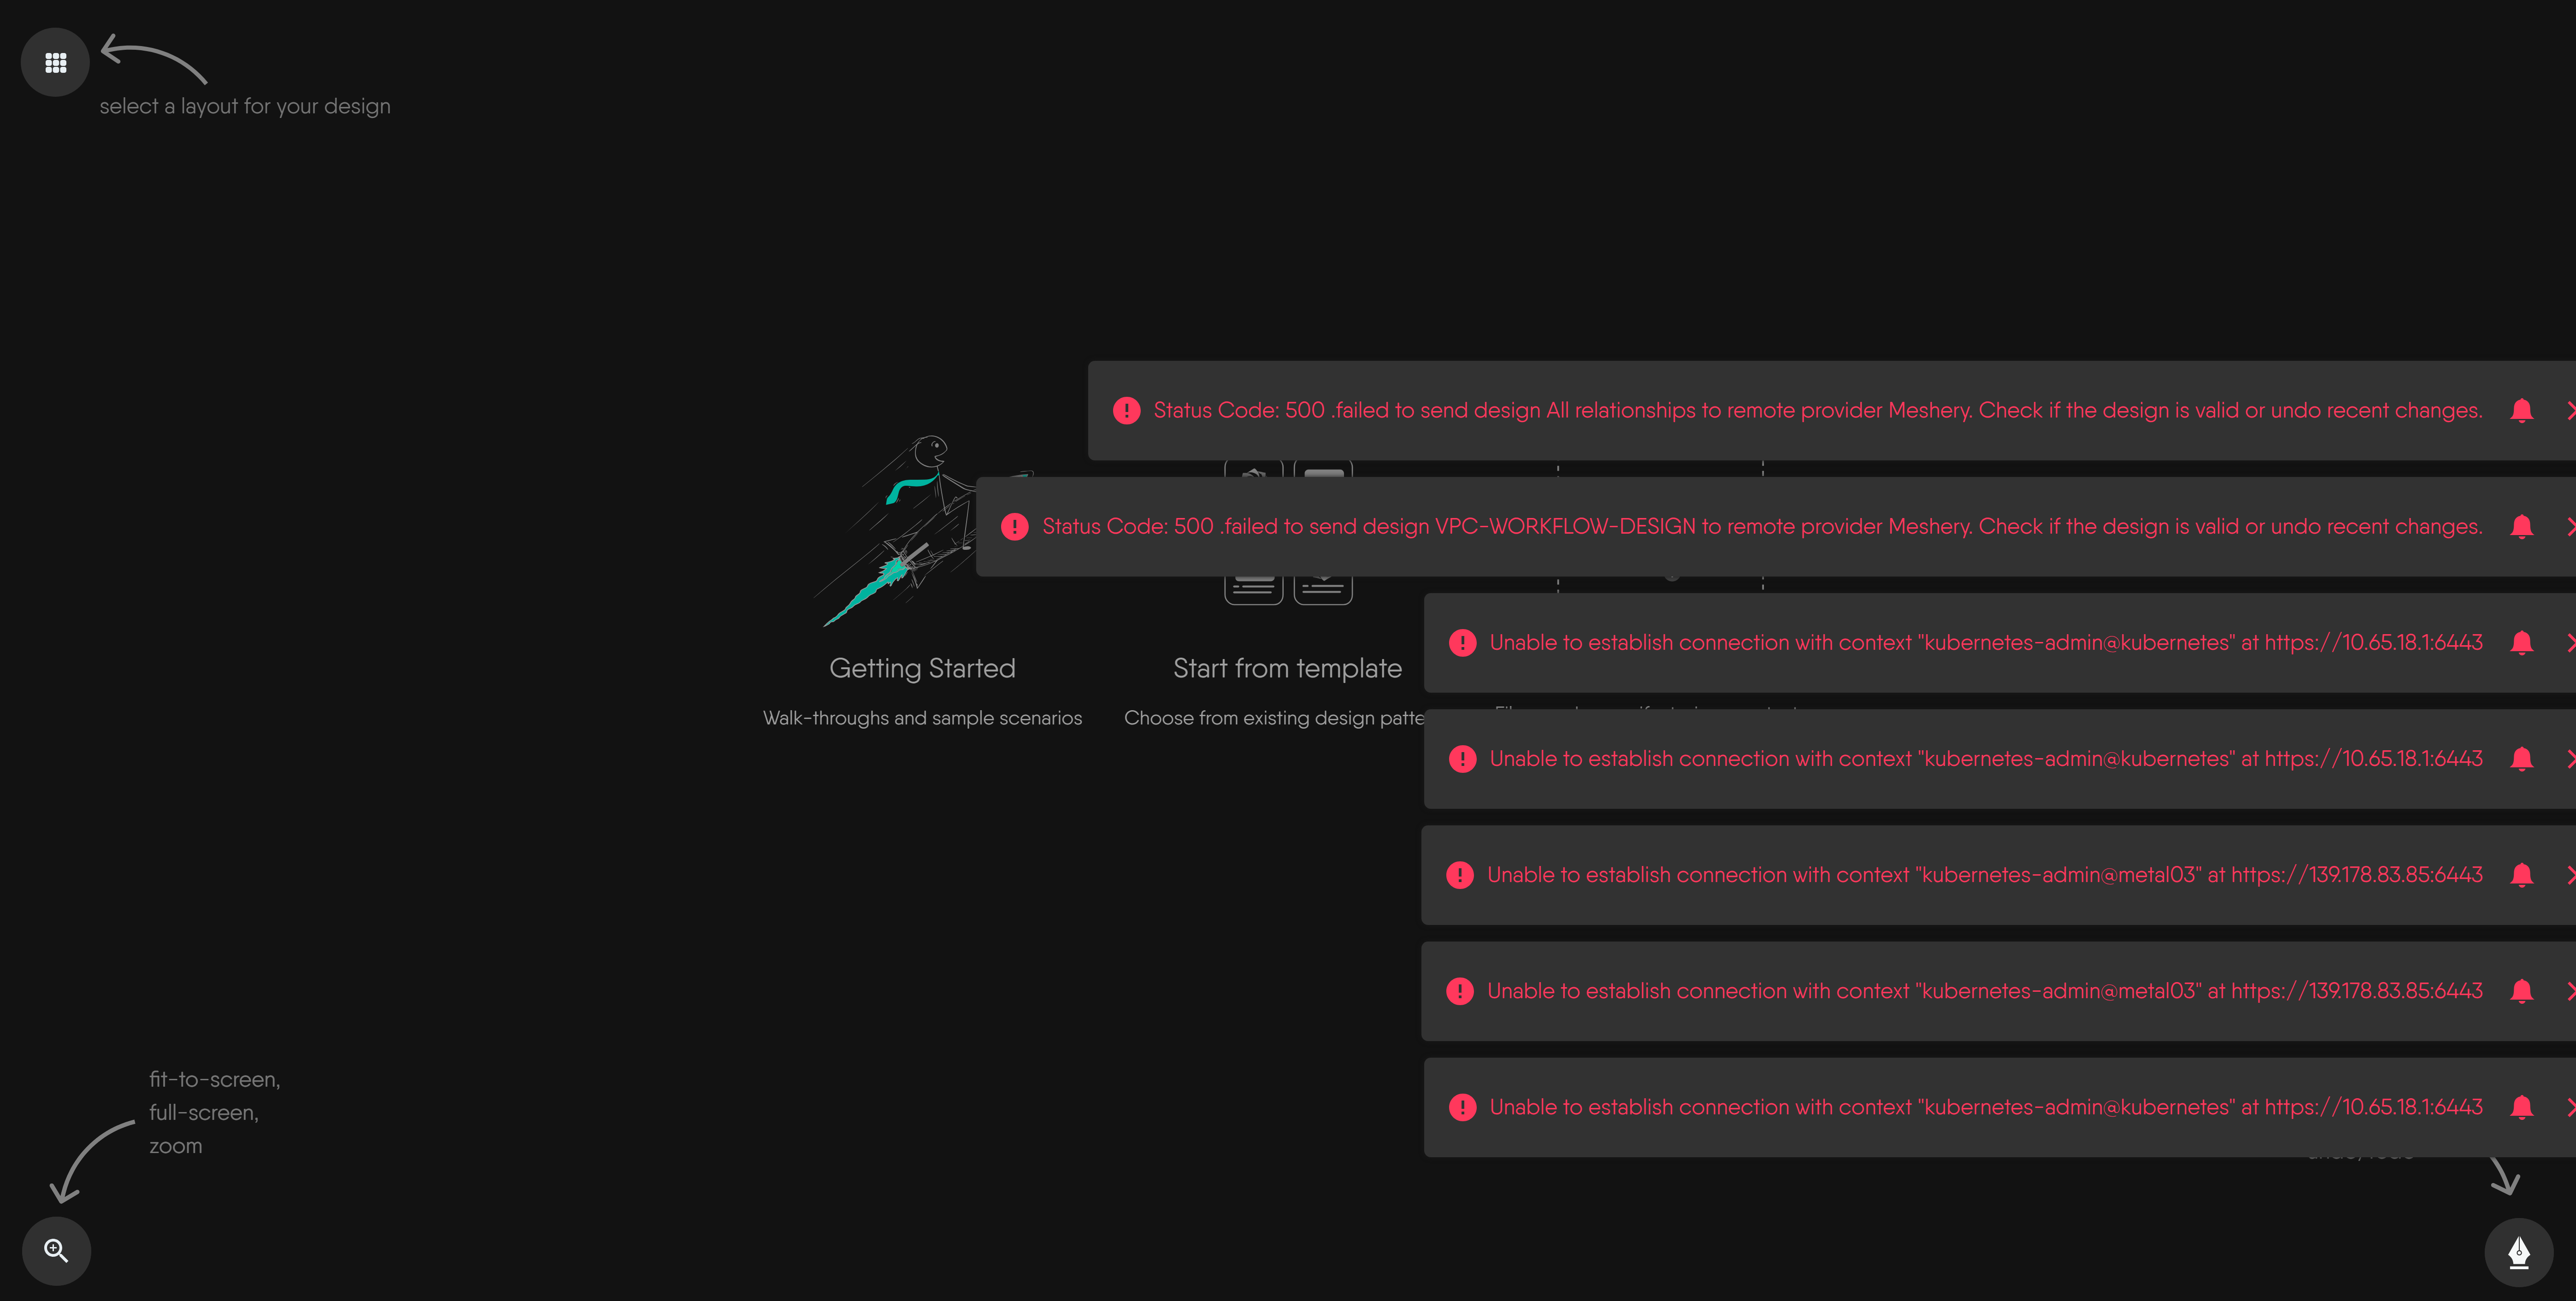 select a layout for your design
Status Code: 500 .failed to send design All relationships to remote provider Meshery. Check if the design is valid or undo recent changes.
Status Code: 500 .failed to send design VPC-WORKFLOW-DESIGN to remote provider Meshery. Check if the design is valid or undo recent changes.
Unable to establish connection with context "kubernetes-admin@kubernetes" at https://10.65.18.1:6443
Getting Started
Start from template
Walk-throughs and sample scenarios
Choose from existing design patte
Unable to establish connection with context "kubernetes-admin@kubernetes" at https://10.65.18.1:6443
Unable to establish connection with context "kubernetes-admin@metal03" at https://139.178.83.85:6443
Unable to establish connection with context "kubernetes-admin@metal03" at https://139.178.83.85:6443
Unable to establish connection with context "kubernetes-admin@kubernetes" at https://10.65.18.1:6443
fit-to-screen,
full-screen,
zoom